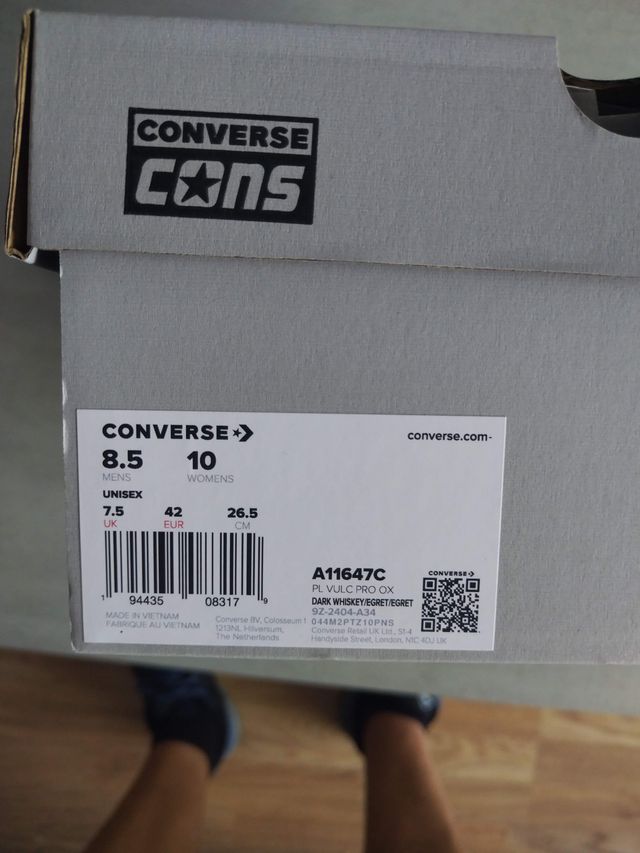 CONVERSE
CONS
CONVERSE
converse.com-
8.5 10
MENS WOMENS
UNISEX
7.5 42 26.5
UK EUR CM
1 94435 08317 9
A11647C
PL VULC PRO OX
DARK WHISKEY/EGRET/EGRET
9Z-2404-A34
044M2PTZ10PNS
CONVERSE
MADE IN VIETNAM
FABRIQUE AU VIETNAM
Converse BV, Colosseum 1
1213NL Hilversum,
The Netherlands
Converse Retail UK Ltd., St-4
Handyside Street, London, N1C 4DJ UK